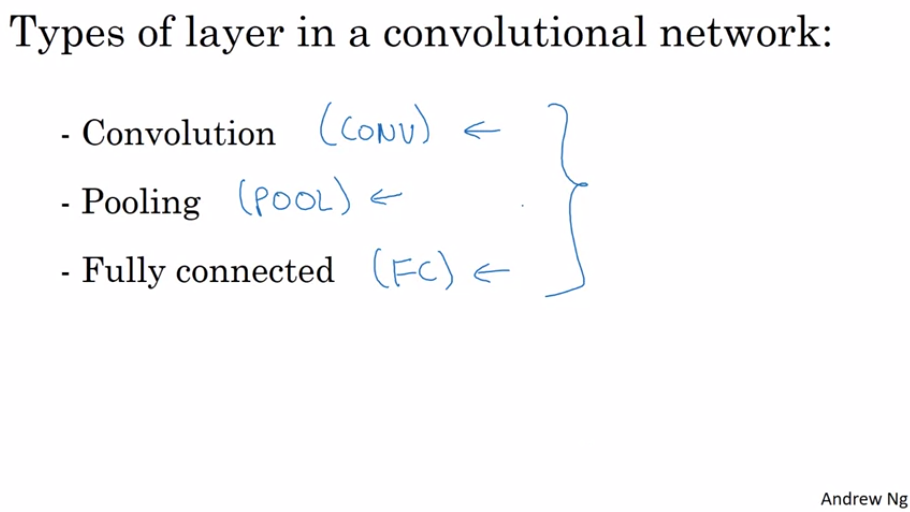 Types of layer in a convolutional network:
- Convolution (CONV) ←
- Pooling (POOL) ←
- Fully connected (FC) ←
Andrew Ng